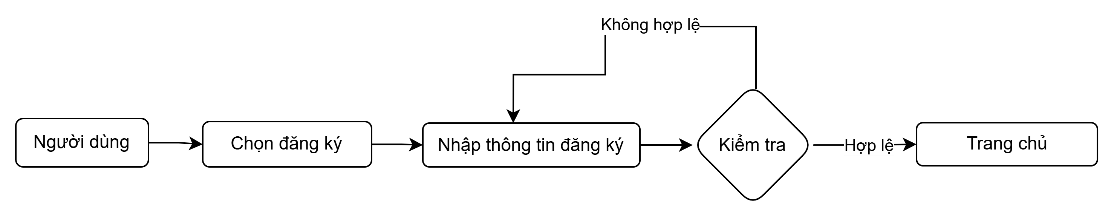 Không hợp lệ
Người dùng
Chọn đăng ký
Nhập thông tin đăng ký
Kiểm tra
Hợp lệ
Trang chủ